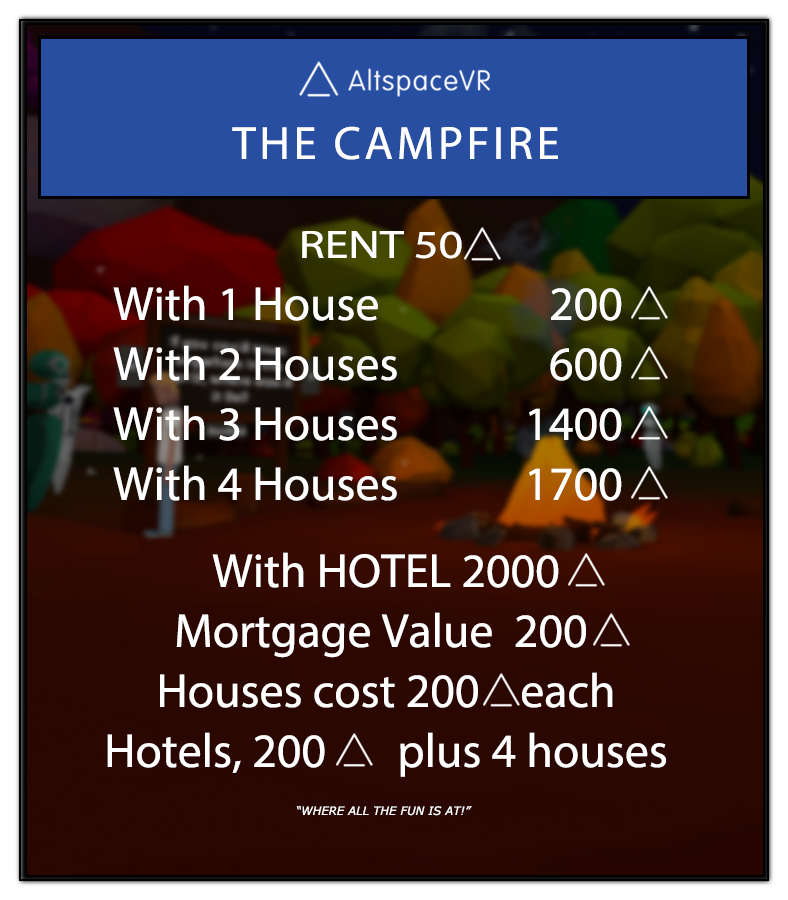 △ AltspaceVR
THE CAMPFIRE
RENT 50△
With 1 House 200 △
With 2 Houses 600 △
With 3 Houses 1400 △
With 4 Houses 1700 △
With HOTEL 2000 △
Mortgage Value 200△
Houses cost 200△each
Hotels, 200 △ plus 4 houses
"WHERE ALL THE FUN IS AT!"